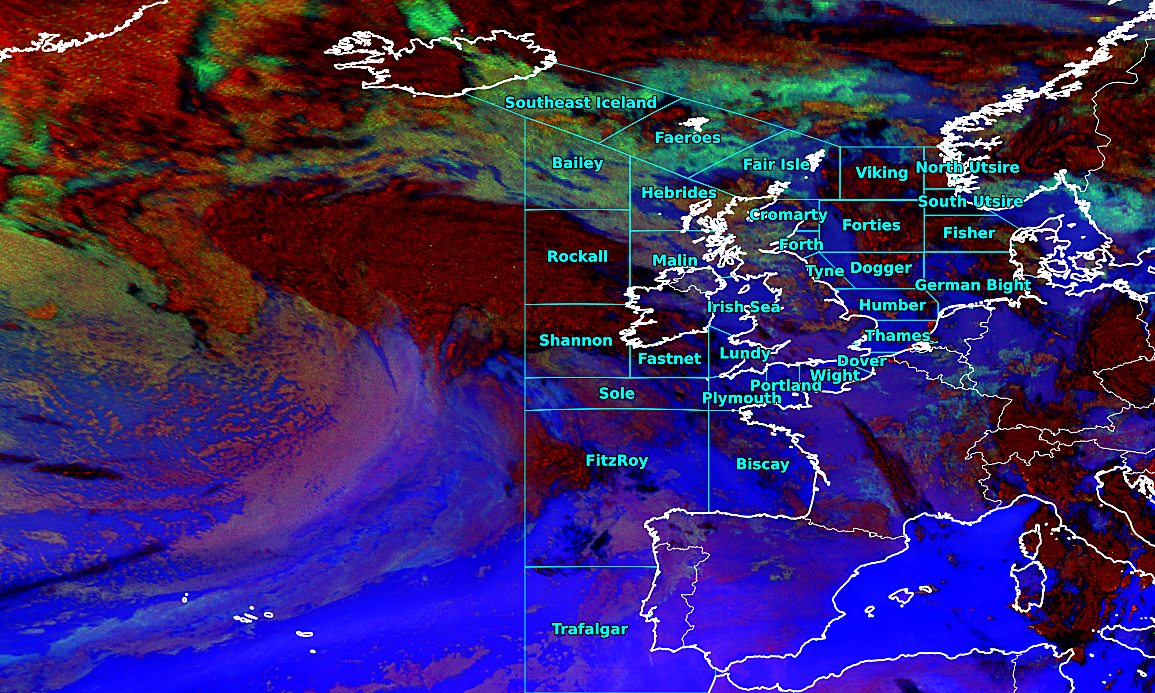 Southeast Iceland
Faeroes
Bailey
Fair Isle
Viking
North Utsire
Hebrides
South Utsire
Cromarty
Forties
Fisher
Forth
Rockall
Malin
Tyne
Dogger
German Bight
Irish Sea
Humber
Shannon
Thames
Fastnet
Lundy
Dover
Wight
Portland
Sole
Plymouth
FitzRoy
Biscay
Trafalgar